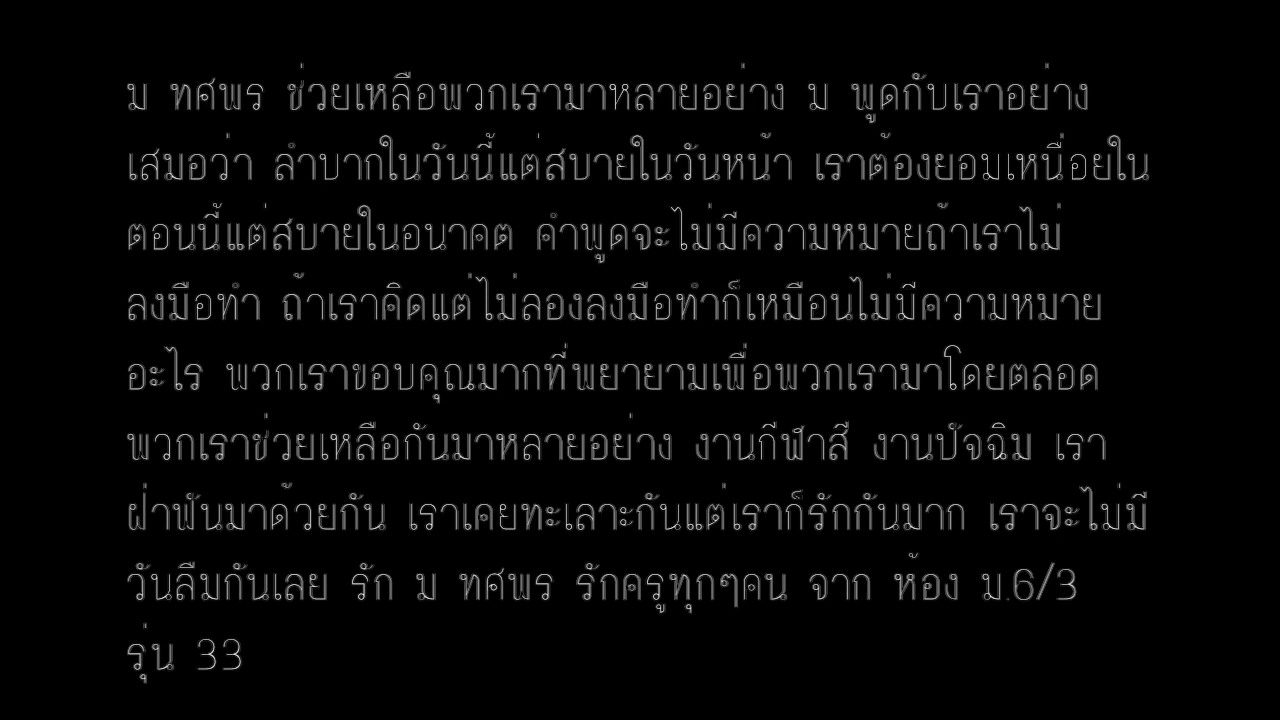 ม ทศพร ช่วยเหลือพวกเรามาหลายอย่าง ม พูดกับเราอย่าง
เสมอว่า ลำบากในวันนี้แต่สบายในวันหน้า เราต้องยอมเหนื่อยใน
ตอนนี้แต่สบายในอนาคต คำพูดจะไม่มีความหมายถ้าเราไม่
ลงมือทำ ถ้าเราคิดแต่ไม่ลองลงมือทำก็เหมือนไม่มีความหมาย
อะไร พวกเราขอบคุณมากที่พยายามเพื่อพวกเรามาโดยตลอด
พวกเราช่วยเหลือกันมาหลายอย่าง งานกีฬาสี งานปัจฉิม เรา
ฝ่าฟันมาด้วยกัน เราเคยทะเลาะกันแต่เราก็รักกันมาก เราจะไม่มี
วันลืมกันเลย รัก ม ทศพร รักครูทุกๆคน จาก ห้อง ม.6/3
รุ่น 33